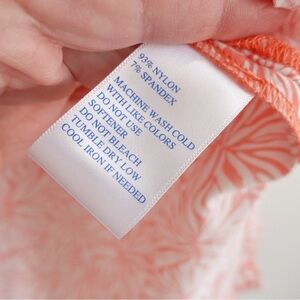 93% NYLON
7% SPANDEX
MACHINE WASH COLD
WITH LIKE COLORS
DO NOT USE
SOFTENER
DO NOT BLEACH
TUMBLE DRY LOW
COOL IRON IF NEEDED